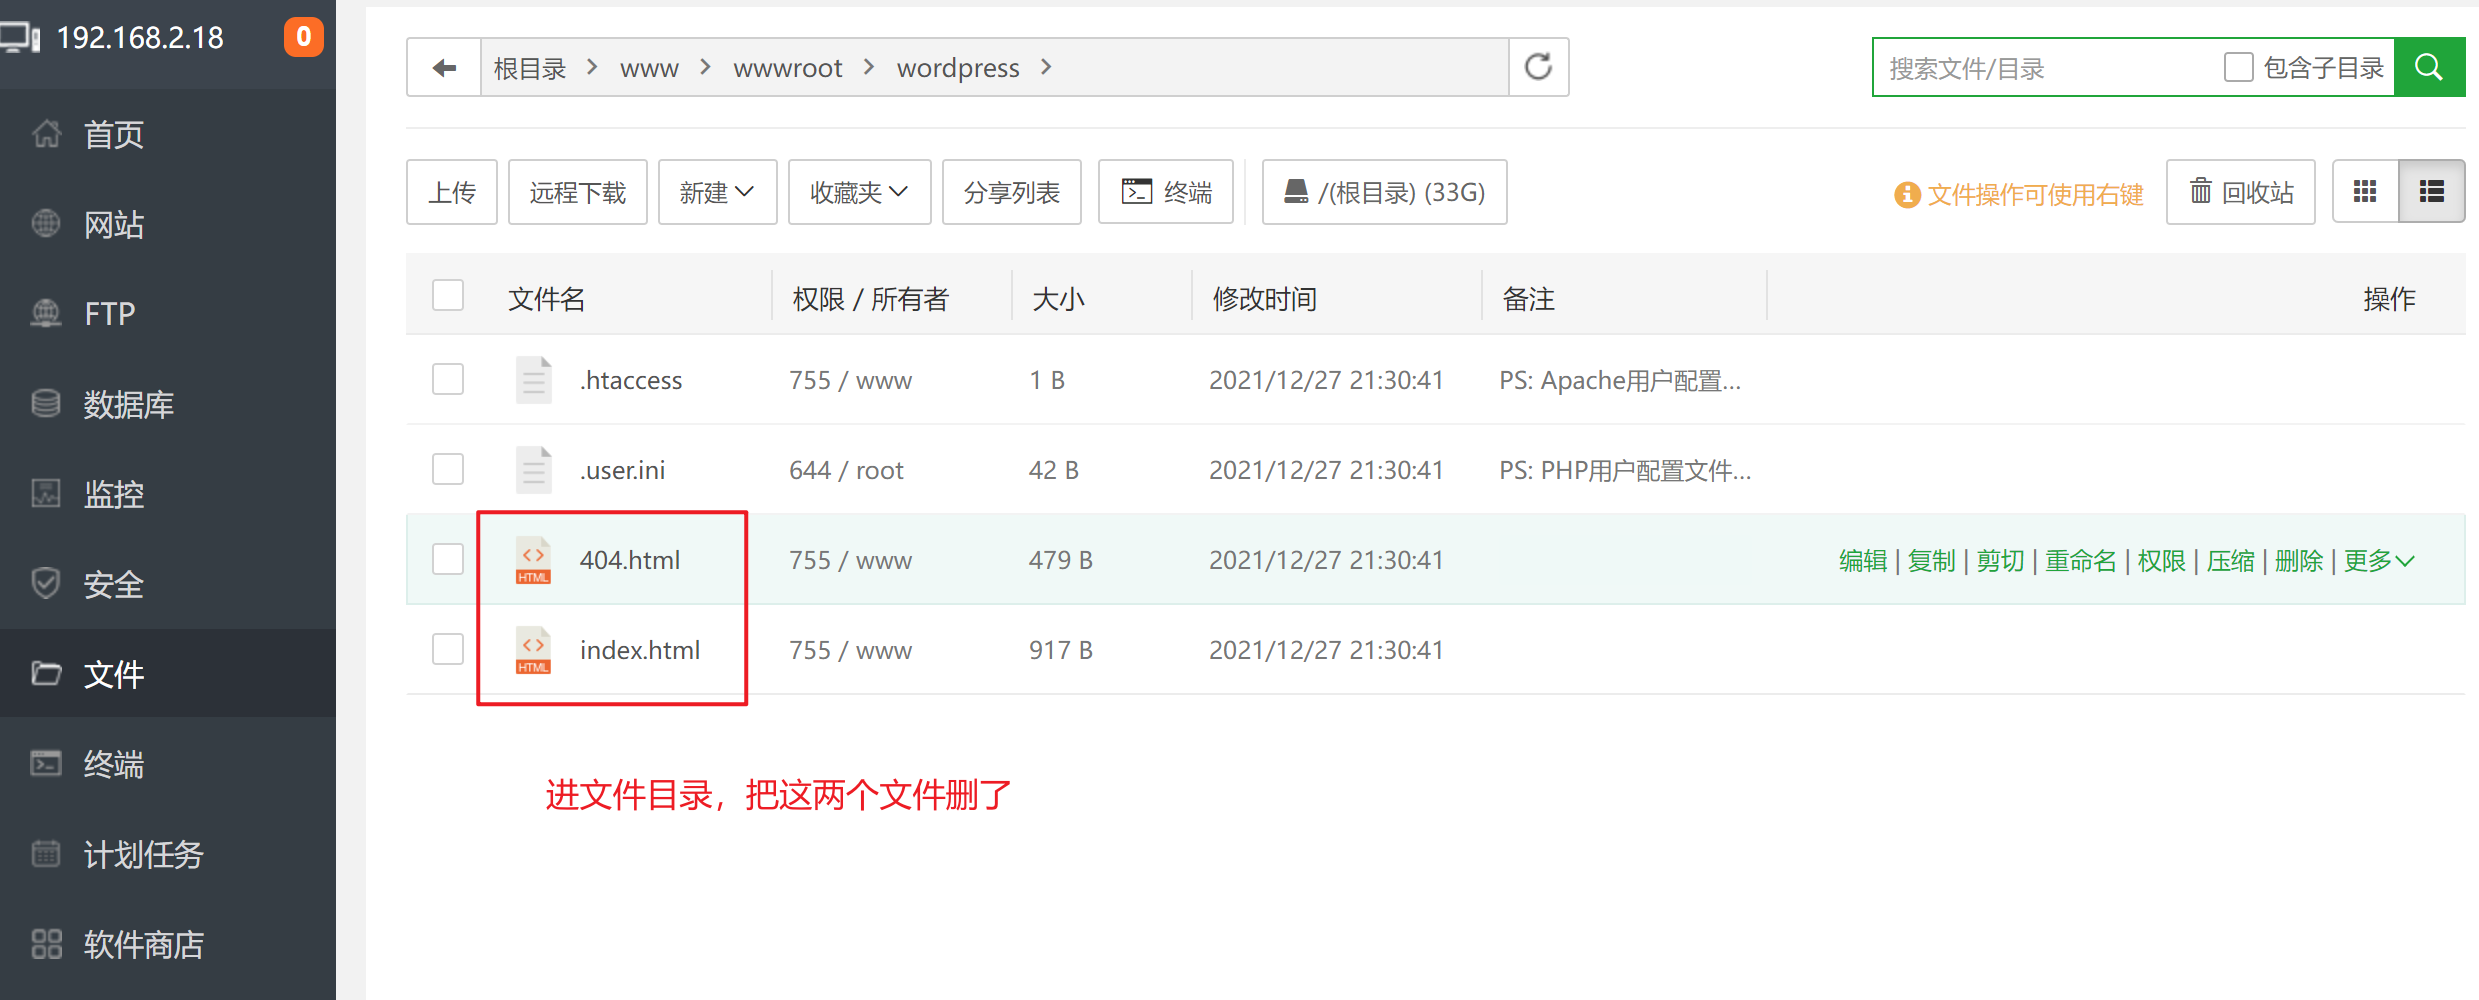 192.168.2.18 0
首页
网站
FTP
数据库
监控
安全
文件
终端
计划任务
软件商店
根目录 > www > wwwroot > wordpress >
搜索文件/目录 包含子目录
上传 远程下载 新建 收藏夹 分享列表 终端 /(根目录) (33G) 文件操作可使用右键 回收站
文件名 权限 / 所有者 大小 修改时间 备注 操作
.htaccess 755 / www 1 B 2021/12/27 21:30:41 PS: Apache用户配置...
.user.ini 644 / root 42 B 2021/12/27 21:30:41 PS: PHP用户配置文件...
HTML 404.html 755 / www 479 B 2021/12/27 21:30:41 编辑 | 复制 | 剪切 | 重命名 | 权限 | 压缩 | 删除 | 更多
HTML index.html 755 / www 917 B 2021/12/27 21:30:41
进文件目录，把这两个文件删了